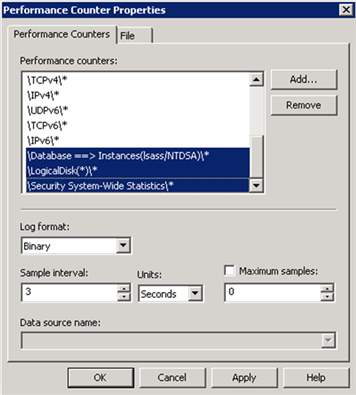 Performance Counter Properties
Performance Counters File
Performance counters:
\TCPv4\*
\IPv4\*
\UDPv6\*
\TCPv6\*
\IPv6\*
\Database ==> Instances(lsass/NTDSA)\*
\LogicalDisk(*)\*
\Security System-Wide Statistics\*
Add...
Remove
Log format:
Binary
Sample interval:
3
Units:
Seconds
Maximum samples:
0
Data source name:
OK Cancel Apply Help